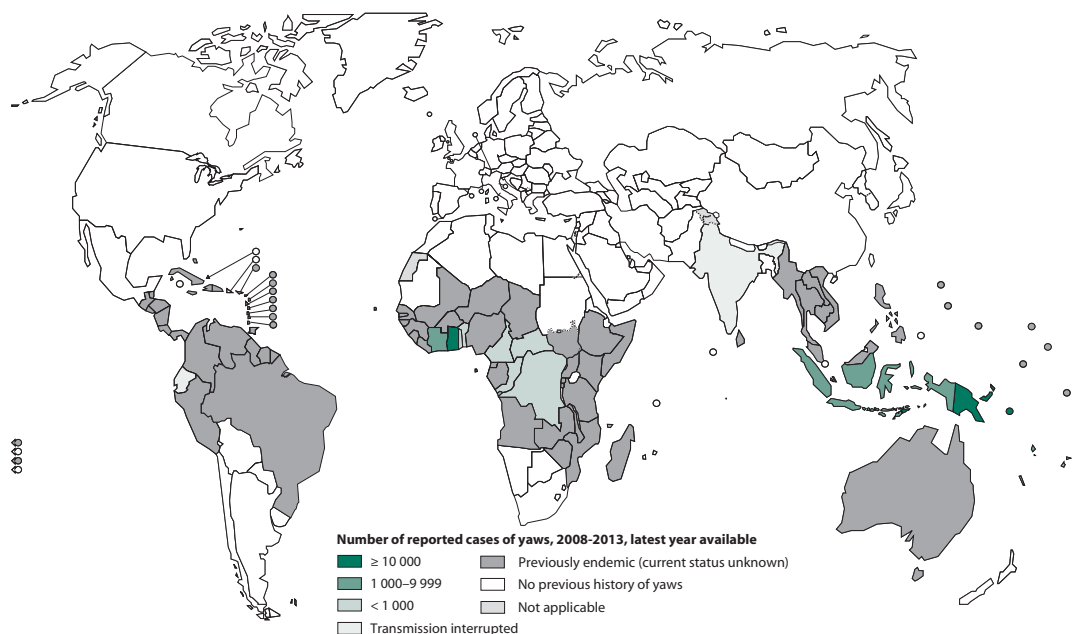 Number of reported cases of yaws, 2008-2013, latest year available
≥ 10 000
1 000–9 999
< 1 000
Transmission interrupted
Previously endemic (current status unknown)
No previous history of yaws
Not applicable